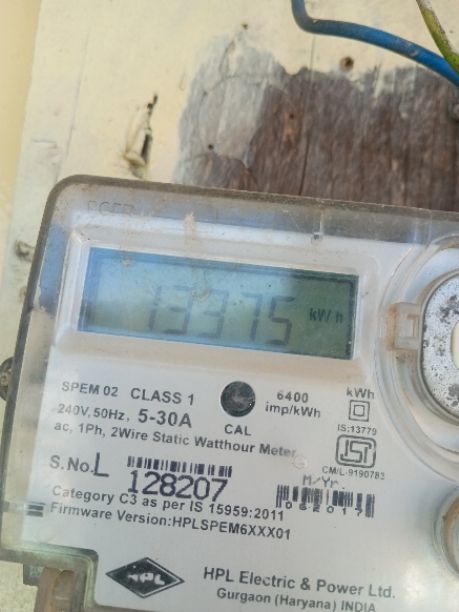 13375 kW h
SPEM 02 CLASS 1
6400 imp/kWh
kWh
240V, 50Hz, 5-30A
CAL
IS:13779
ac, 1Ph, 2Wire Static Watthour Meter
CM/L-9190783
S.No. L 128207
M/Yr.
062017
Category C3 as per IS 15959:2011
Firmware Version:HPLSPEM6XXX01
HPL
HPL Electric & Power Ltd.
Gurgaon (Haryana) INDIA